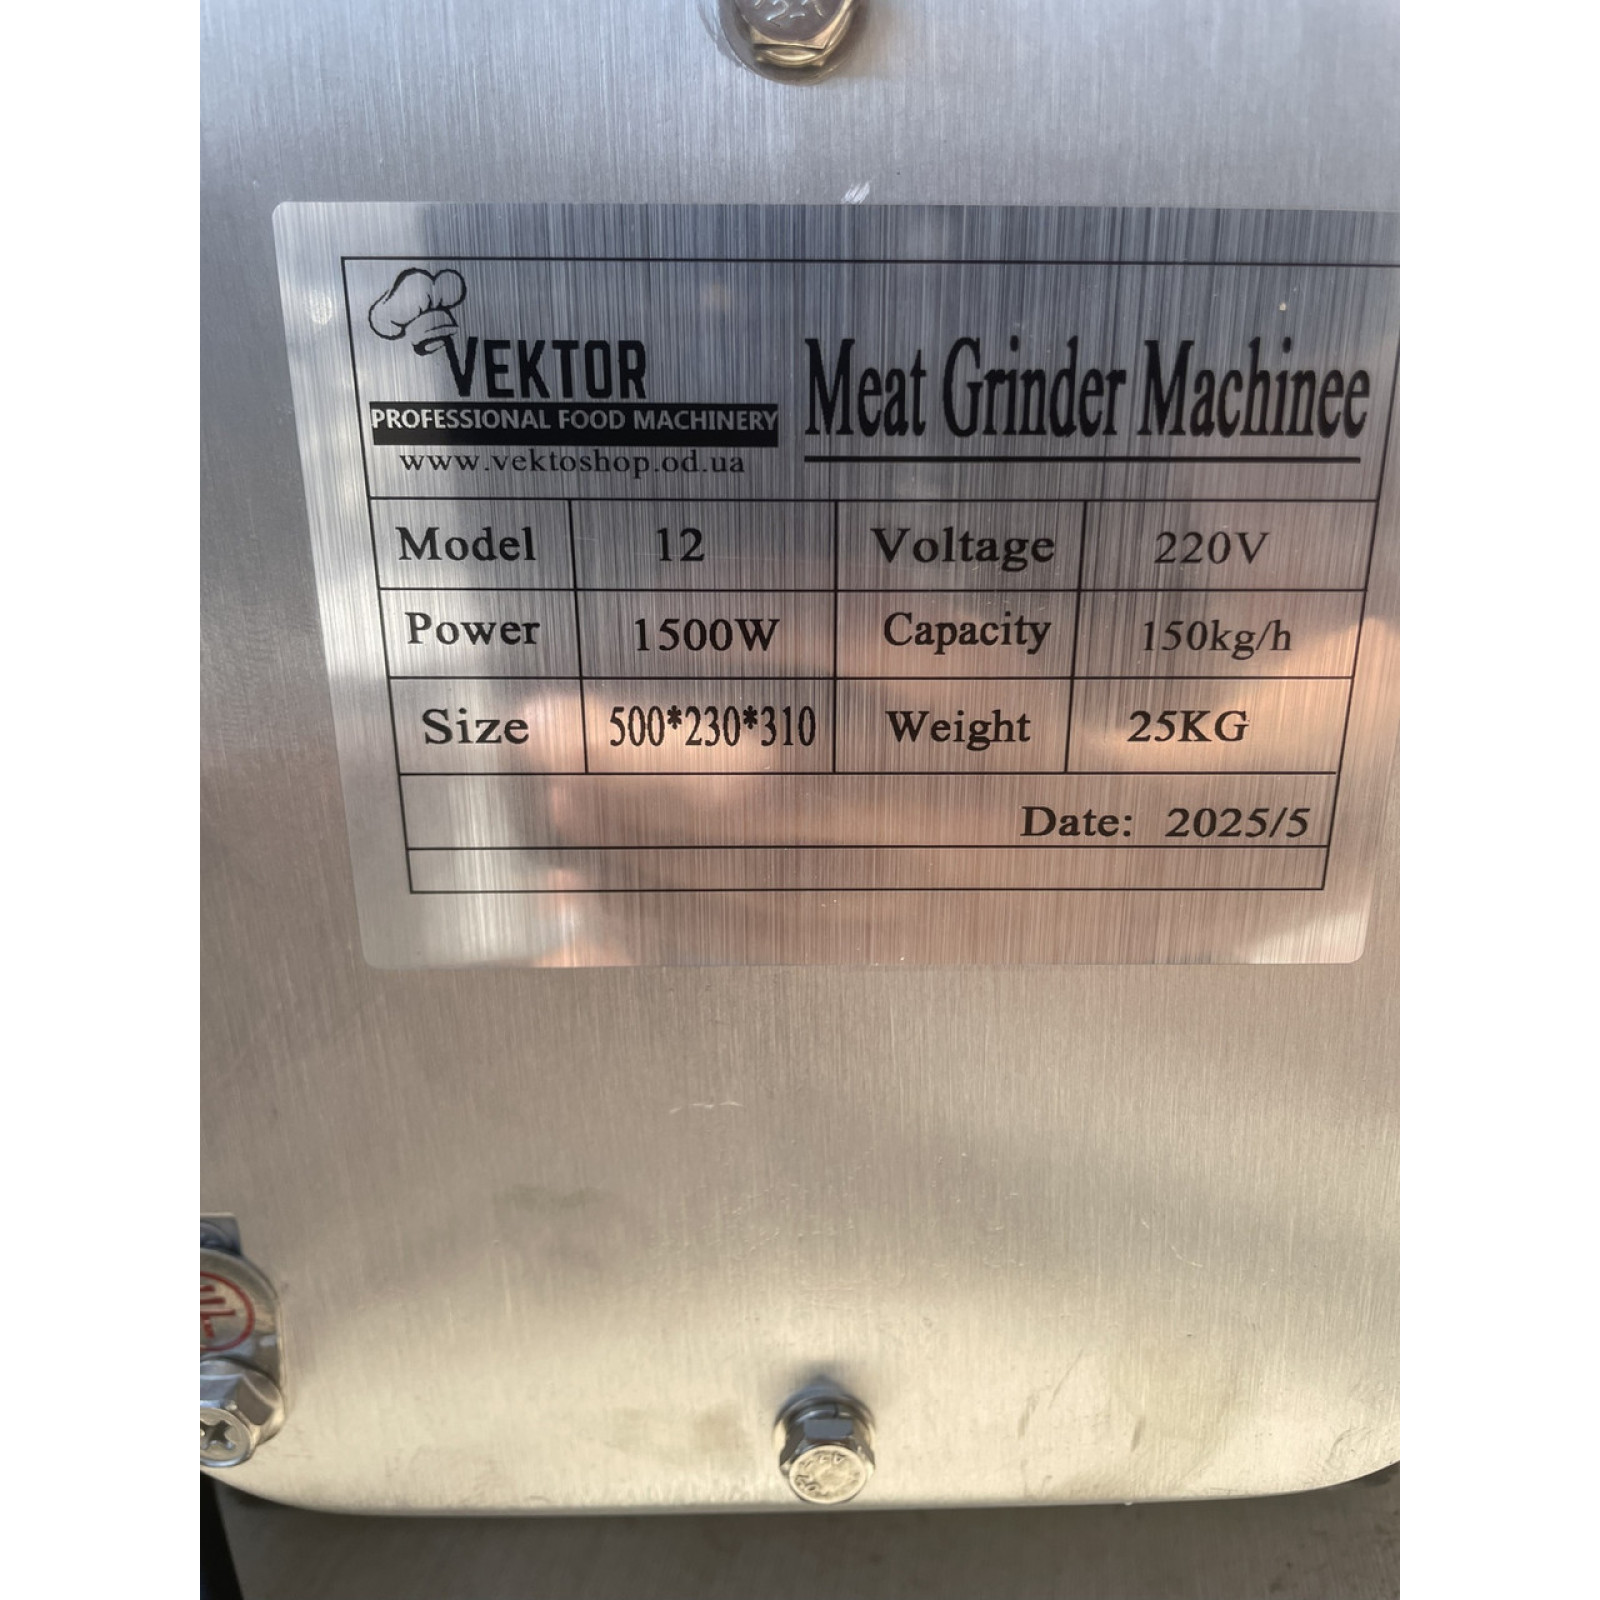 VEKTOR
PROFESSIONAL FOOD MACHINERY
www.vektoshop.od.ua
Meat Grinder Machinee
Model 12 Voltage 220V
Power 1500W Capacity 150kg/h
Size 500*230*310 Weight 25KG
Date: 2025/5